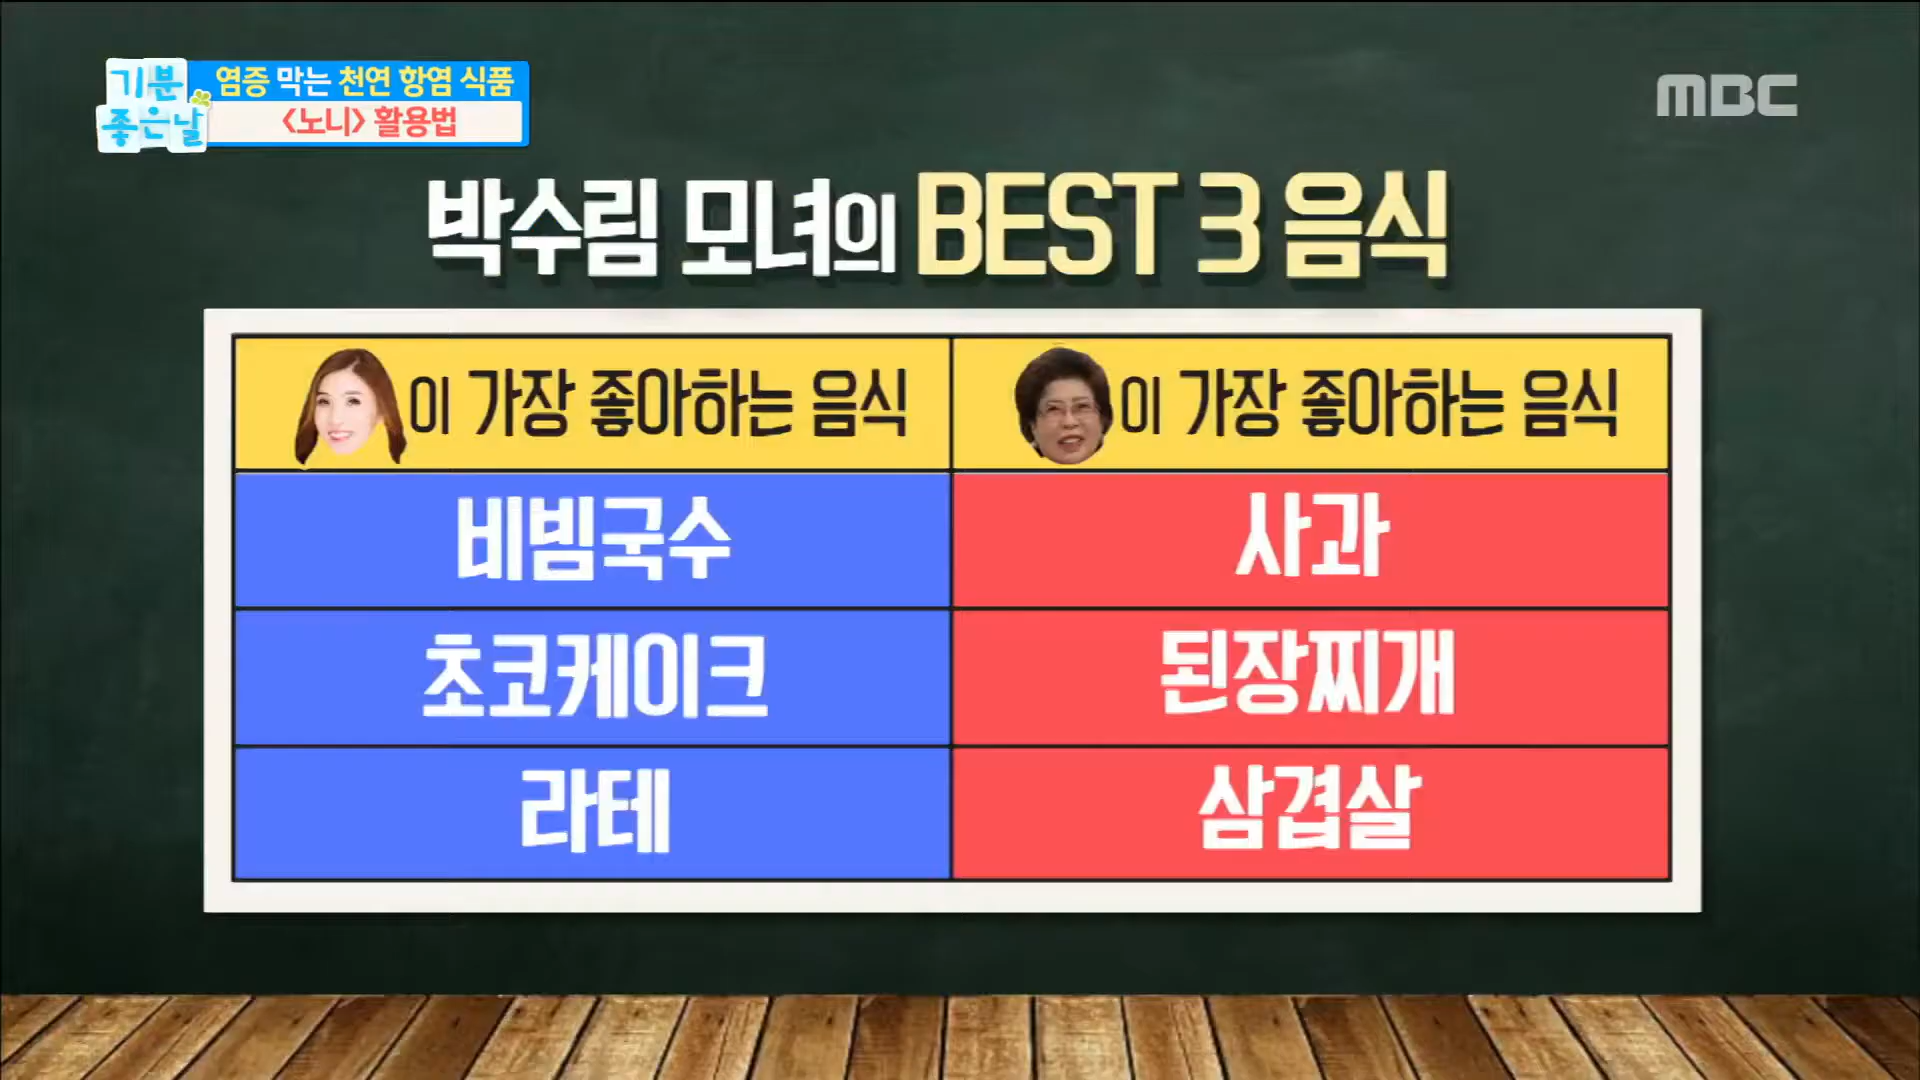 기분
좋은날
염증 막는 천연 항염 식품
<노니> 활용법
MBC
박수림 모녀의 BEST 3 음식
이 가장 좋아하는 음식
이 가장 좋아하는 음식
비빔국수
사과
초코케이크
된장찌개
라테
삼겹살